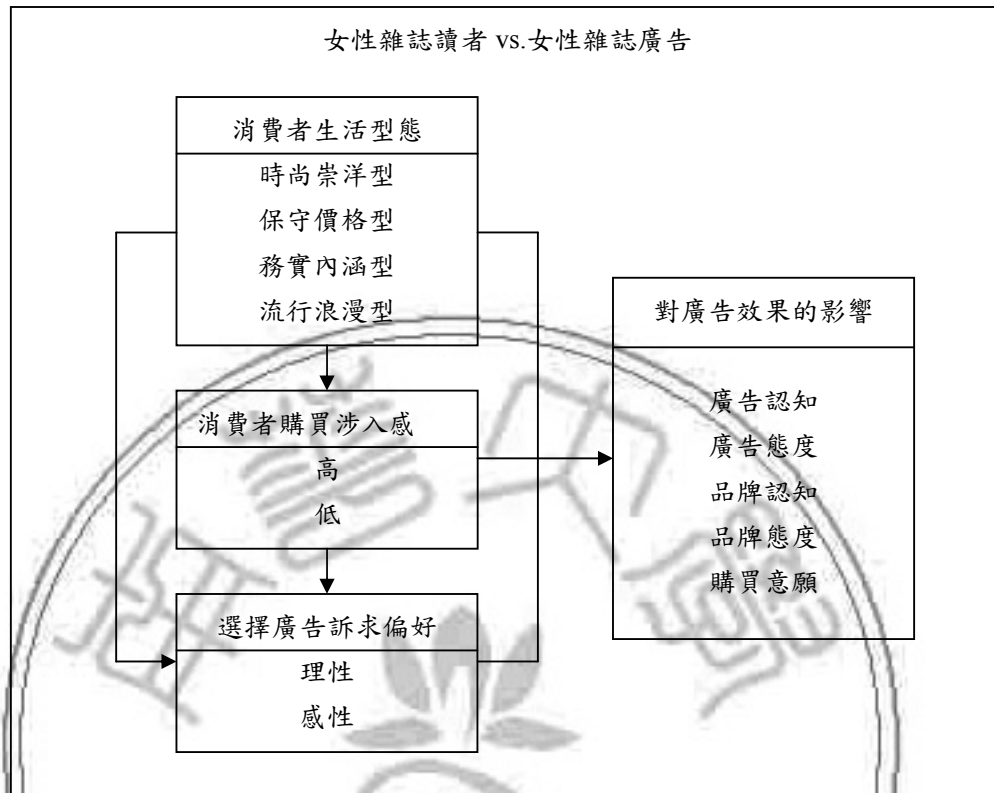 女性雜誌讀者 vs.女性雜誌廣告
消費者生活型態
時尚崇洋型
保守價格型
務實內涵型
流行浪漫型
消費者購買涉入感
高
低
選擇廣告訴求偏好
理性
感性
對廣告效果的影響
廣告認知
廣告態度
品牌認知
品牌態度
購買意願